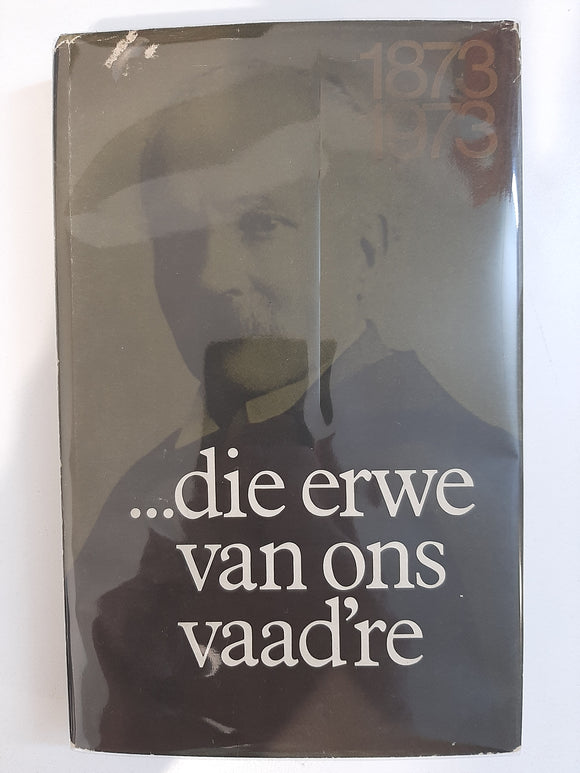 1873
1973
...die erwe
van ons
vaad're